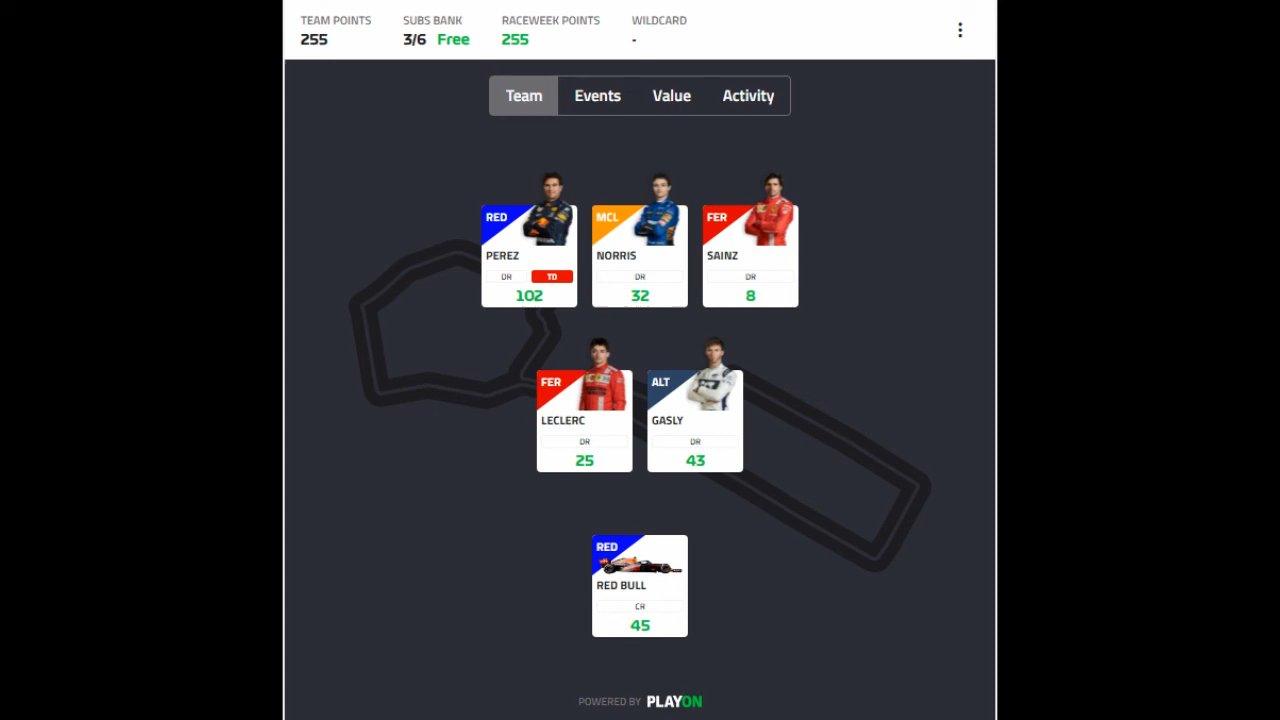 TEAM POINTS SUBS BANK RACEWEEK POINTS WILDCARD
255 3/6 Free 255 -
Team Events Value Activity
RED MCL FER
PEREZ NORRIS SAINZ
DR TD DR DR
102 32 8
FER ALT
LECLERC GASLY
DR DR
25 43
RED
RED BULL
CR
45
POWERED BY PLAYON